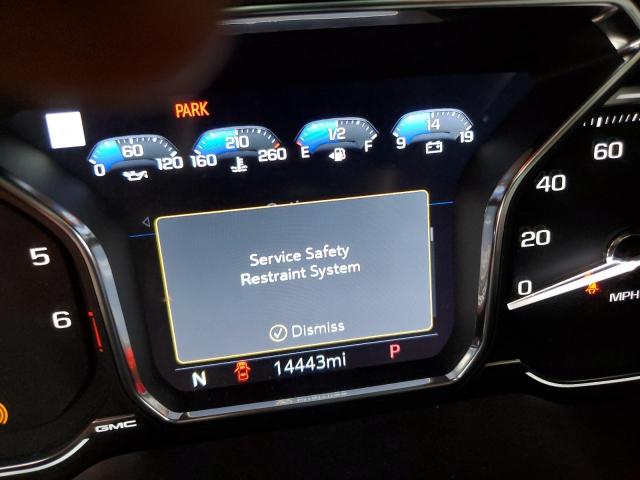 PARK
60
0 120
210
160 260
1/2
E F
14
9 19
60
40
20
0
MPH
5
6
Service Safety
Restraint System
Dismiss
N 14443mi P
GMC